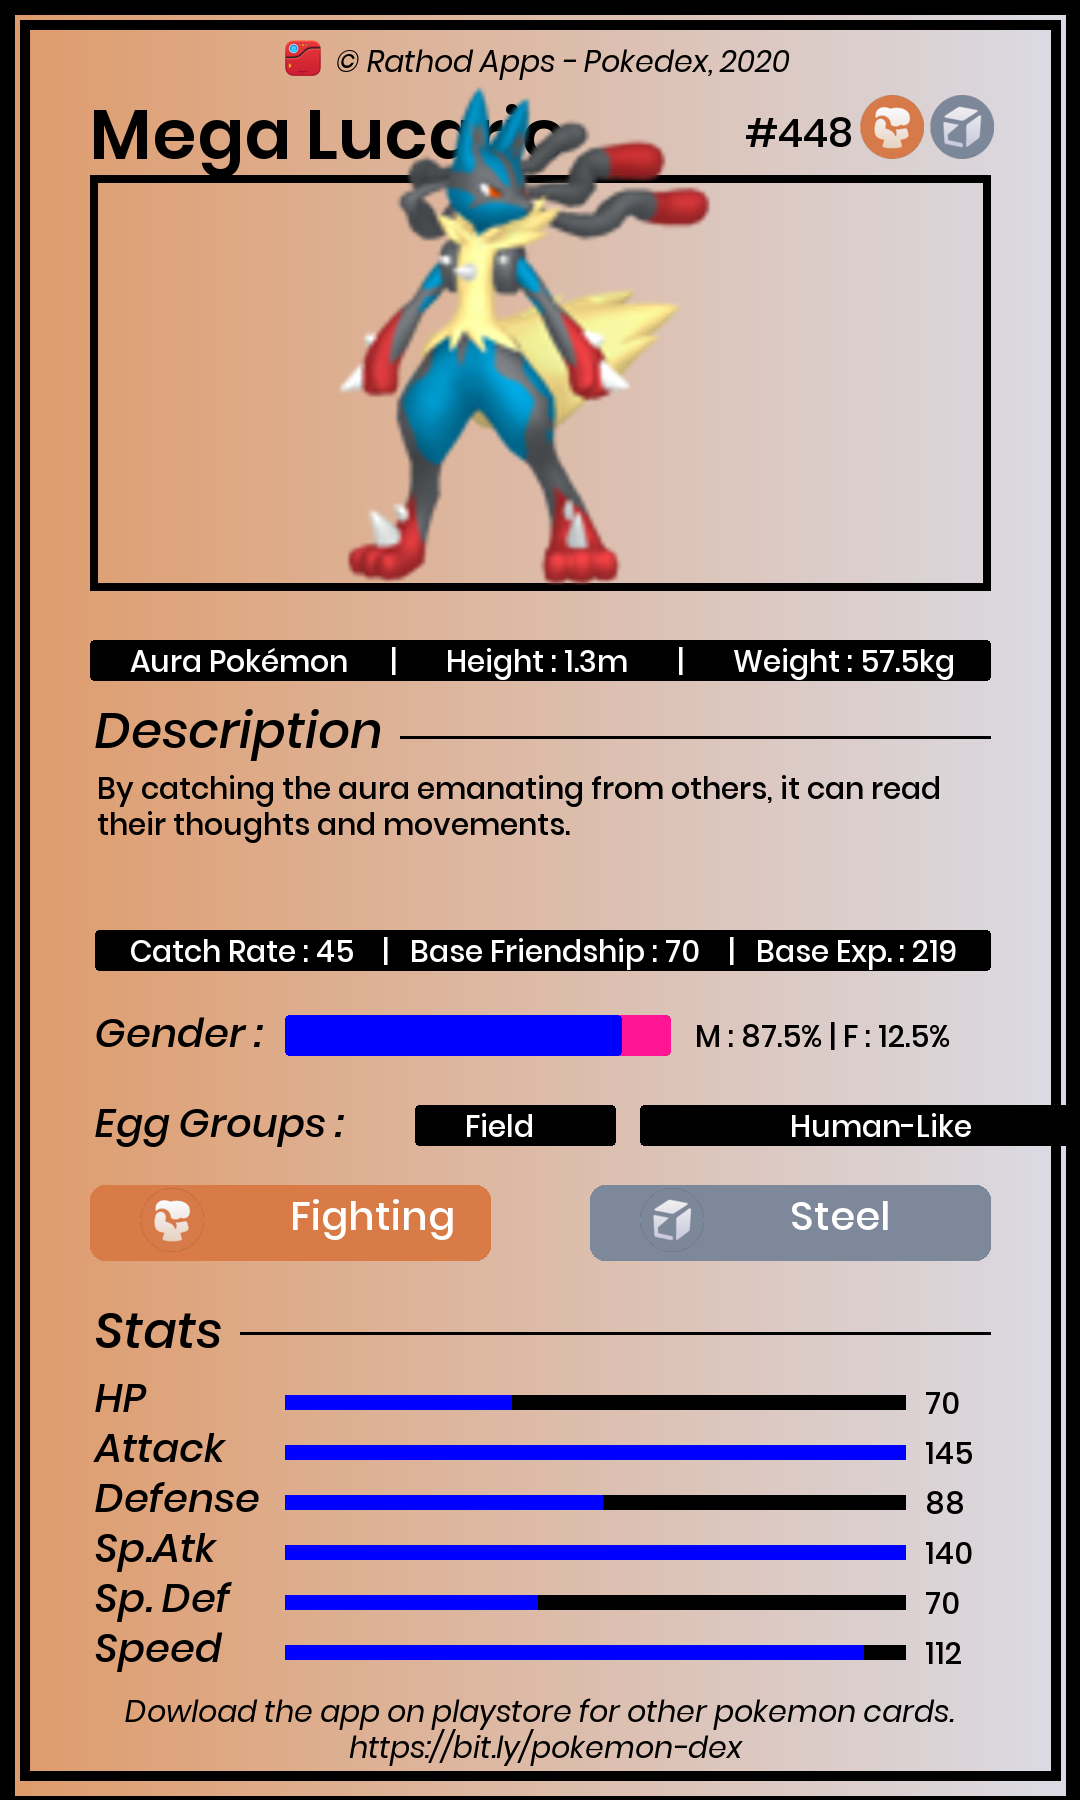 © Rathod Apps - Pokedex, 2020
Mega Lucario
#448
Aura Pokémon | Height : 1.3m | Weight : 57.5kg
Description
By catching the aura emanating from others, it can read
their thoughts and movements.
Catch Rate : 45 | Base Friendship : 70 | Base Exp. : 219
Gender : M : 87.5% | F : 12.5%
Egg Groups : Field Human-Like
Fighting Steel
Stats
HP 70
Attack 145
Defense 88
Sp.Atk 140
Sp. Def 70
Speed 112
Dowload the app on playstore for other pokemon cards.
https://bit.ly/pokemon-dex